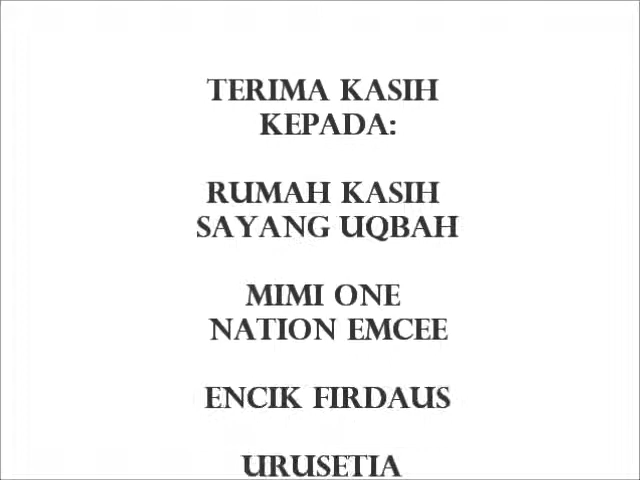 TERIMA KASIH
KEPADA:
RUMAH KASIH
SAYANG UQBAH
MIMI ONE
NATION EMCEE
ENCIK FIRDAUS
URUSETIA